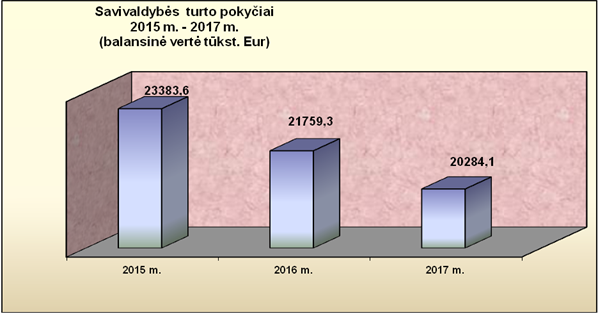 Savivaldybės turto pokyčiai
2015 m. - 2017 m.
(balansinė vertė tūkst. Eur)
23383,6
21759,3
20284,1
2015 m.
2016 m.
2017 m.